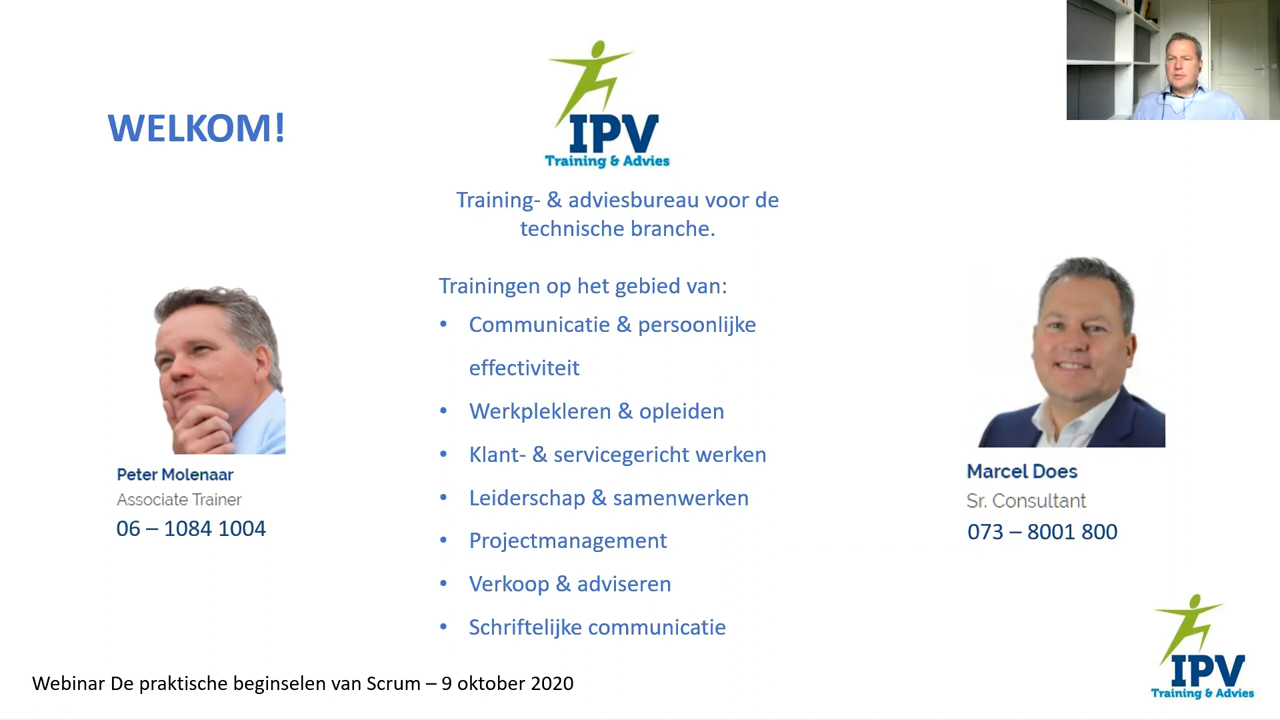 WELKOM!
IPV
Training & Advies
Training- & adviesbureau voor de
technische branche.
Trainingen op het gebied van:
• Communicatie & persoonlijke
effectiviteit
• Werkplekleren & opleiden
• Klant- & servicegericht werken
• Leiderschap & samenwerken
• Projectmanagement
• Verkoop & adviseren
• Schriftelijke communicatie
Peter Molenaar
Associate Trainer
06 – 1084 1004
Marcel Does
Sr. Consultant
073 – 8001 800
Webinar De praktische beginselen van Scrum – 9 oktober 2020
IPV
Training & Advies